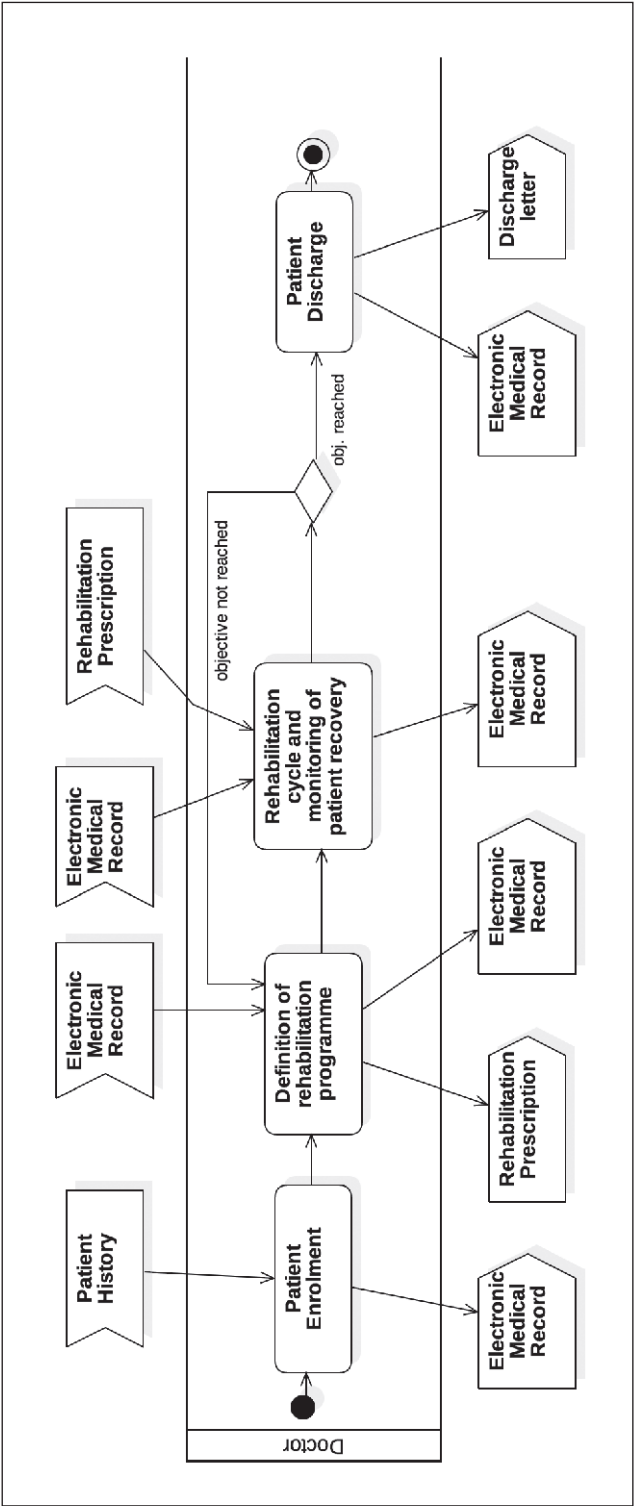 Patient
History
Electronic
Medical
Record
Electronic
Medical
Record
Rehabilitation
Prescription
Doctor
Patient
Enrolment
Definition of
rehabilitation
programme
Rehabilitation
cycle and
monitoring of
patient recovery
objective not reached
obj. reached
Patient
Discharge
Electronic
Medical
Record
Rehabilitation
Prescription
Electronic
Medical
Record
Electronic
Medical
Record
Electronic
Medical
Record
Discharge
letter